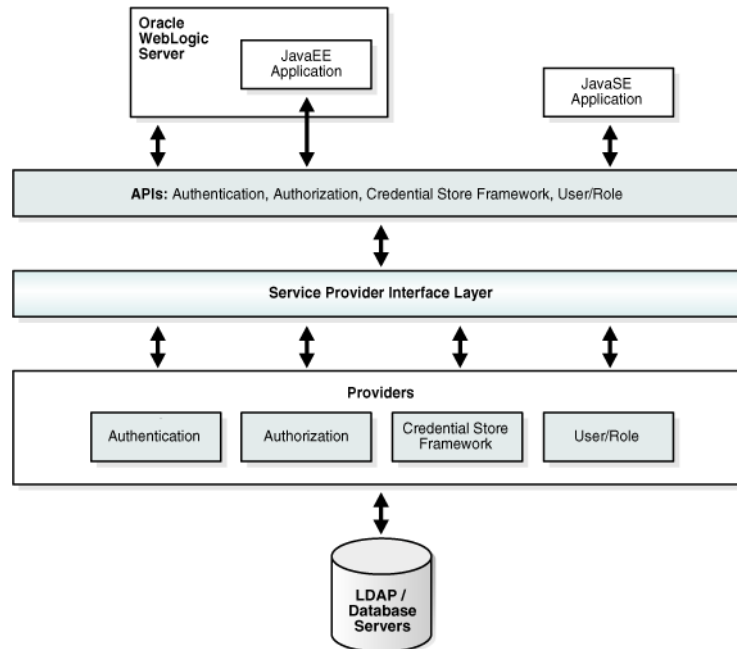 Oracle
WebLogic
Server
JavaEE
Application
JavaSE
Application
APIs: Authentication, Authorization, Credential Store Framework, User/Role
Service Provider Interface Layer
Providers
Authentication
Authorization
Credential Store
Framework
User/Role
LDAP /
Database
Servers